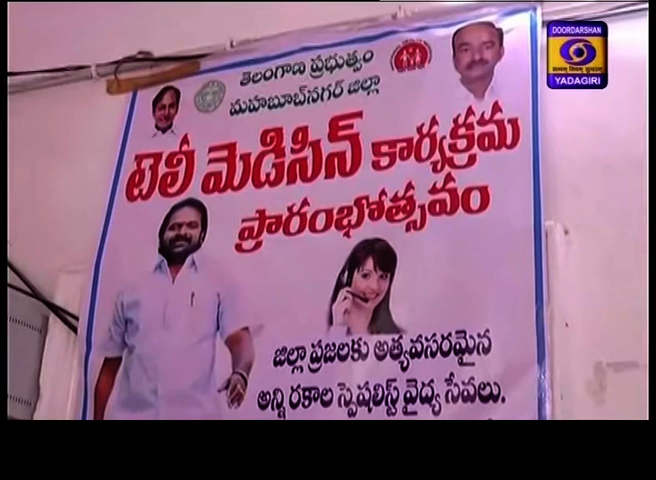 DOORDARSHAN
YADAGIRI
తెలంగాణ ప్రభుత్వం
మహబూబ్‌నగర్ జిల్లా
టెలీ మెడిసిన్ కార్యక్రమ
ప్రారంభోత్సవం
జిల్లా ప్రజలకు అత్యవసరమైన
అన్ని రకాల స్పెషలిస్ట్ వైద్య సేవలు.